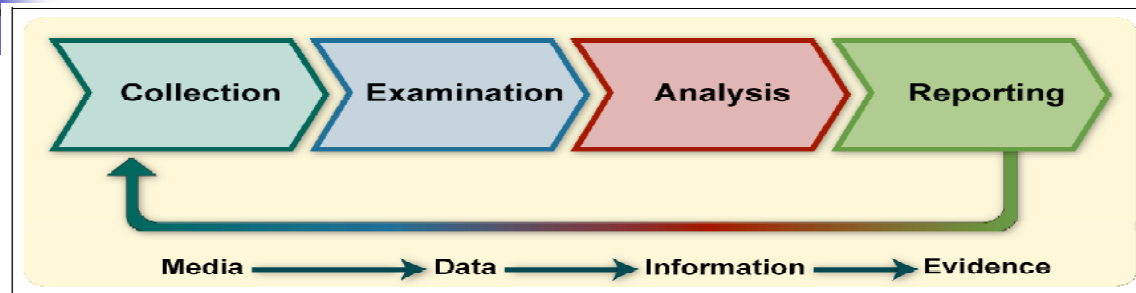 Collection Examination Analysis Reporting
Media Data Information Evidence